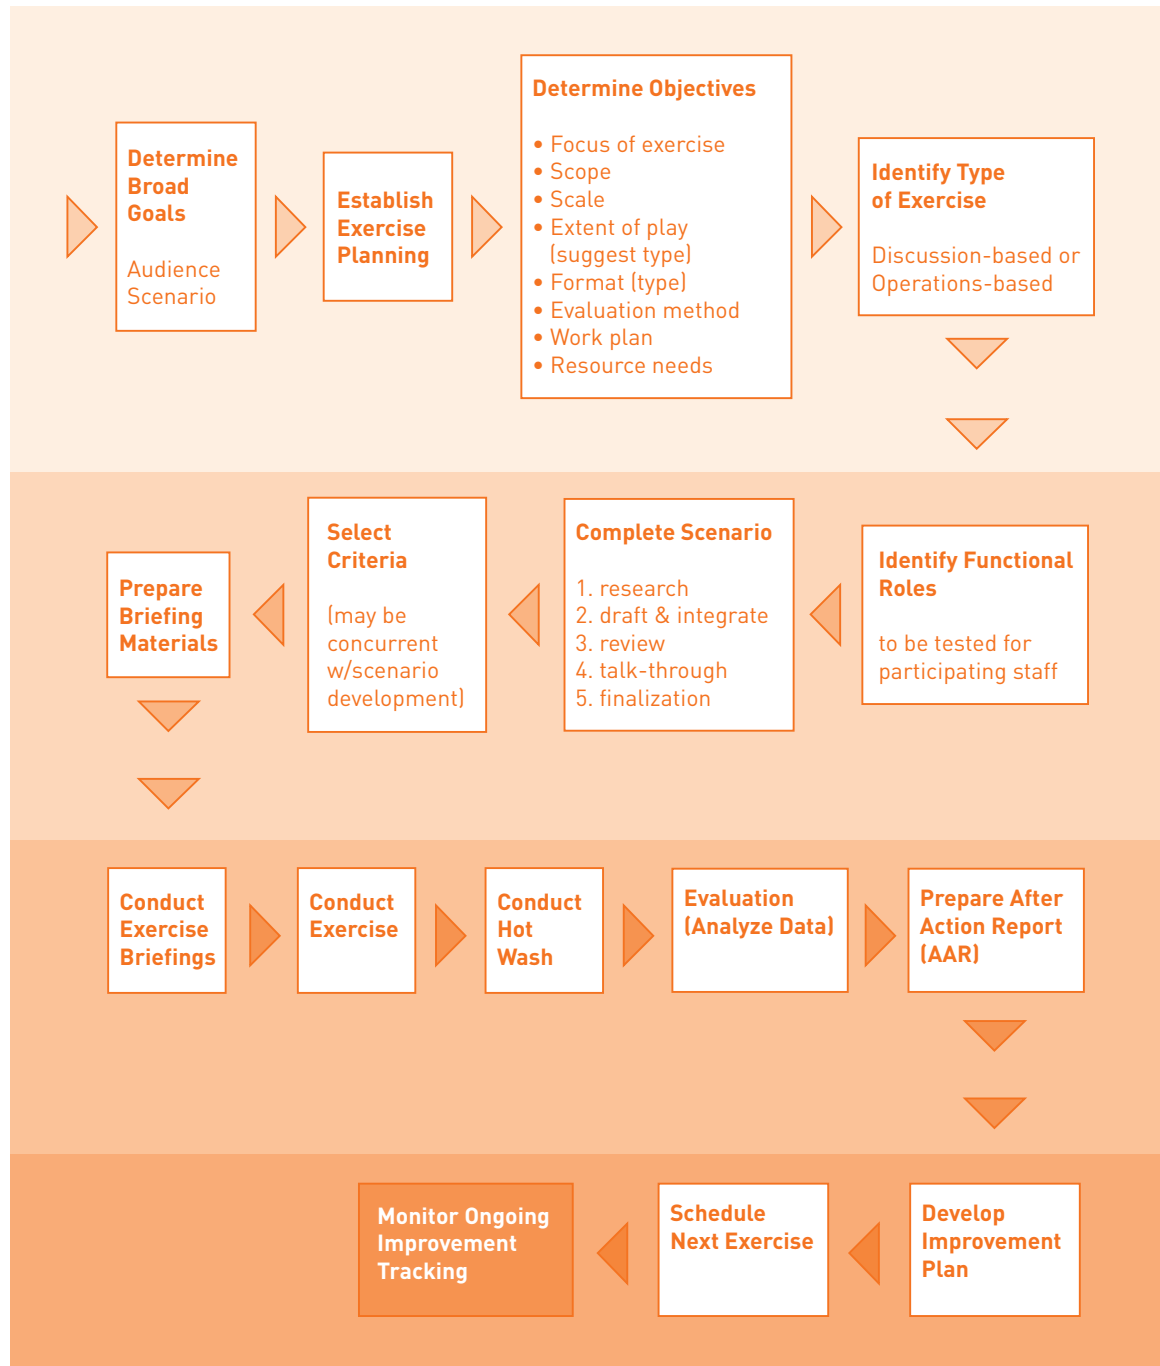 Determine
Broad
Goals
Audience
Scenario
Establish
Exercise
Planning
Determine Objectives
• Focus of exercise
• Scope
• Scale
• Extent of play
(suggest type)
• Format (type)
• Evaluation method
• Work plan
• Resource needs
Identify Type
of Exercise
Discussion-based or
Operations-based
Identify Functional
Roles
to be tested for
participating staff
Complete Scenario
1. research
2. draft & integrate
3. review
4. talk-through
5. finalization
Select
Criteria
(may be
concurrent
w/scenario
development)
Prepare
Briefing
Materials
Conduct
Exercise
Briefings
Conduct
Exercise
Conduct
Hot
Wash
Evaluation
(Analyze Data)
Prepare After
Action Report
(AAR)
Develop
Improvement
Plan
Schedule
Next Exercise
Monitor Ongoing
Improvement
Tracking